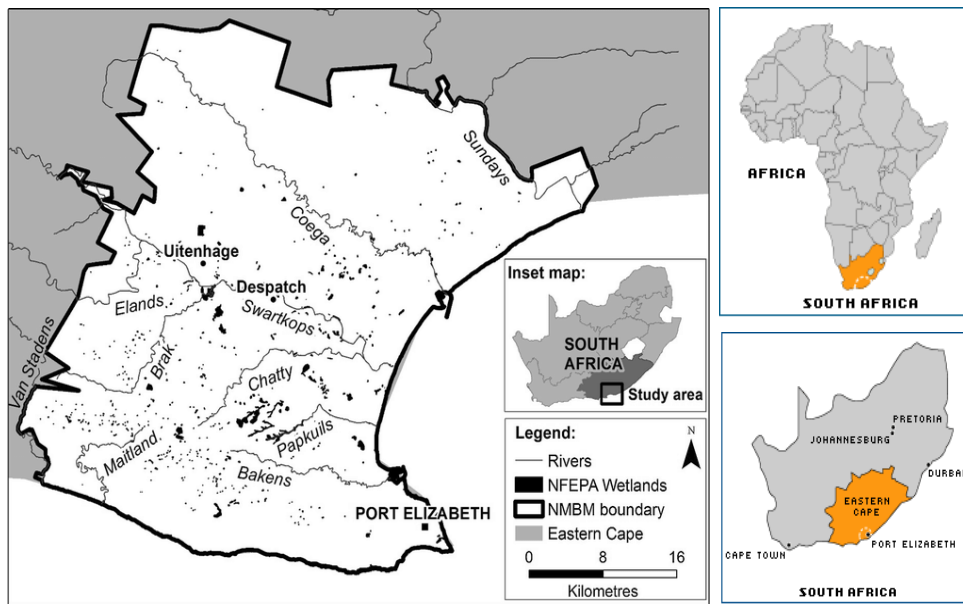 Sundays
Coega
Uitenhage
Despatch
Elands
Swartkops
Van Stadens
Brak
Chatty
Maitland
Papkuils
Bakens
PORT ELIZABETH
Inset map:
SOUTH
AFRICA
Study area
Legend:
N
Rivers
NFEPA Wetlands
NMBM boundary
Eastern Cape
0 8 16
Kilometres
AFRICA
SOUTH AFRICA
PRETORIA
JOHANNESBURG
DURBA
EASTERN
CAPE
PORT ELIZABETH
CAPE TOWN
SOUTH AFRICA